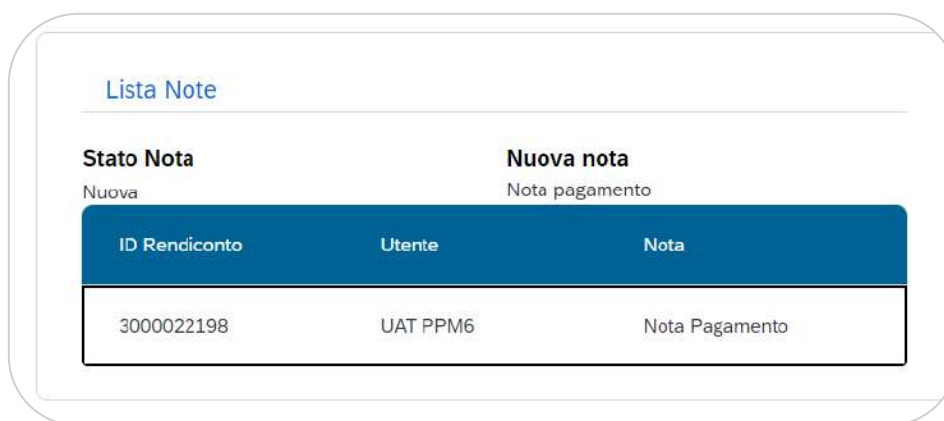 Lista Note
Stato Nota Nuova nota
Nuova Nota pagamento
ID Rendiconto Utente Nota
3000022198 UAT PPM6 Nota Pagamento